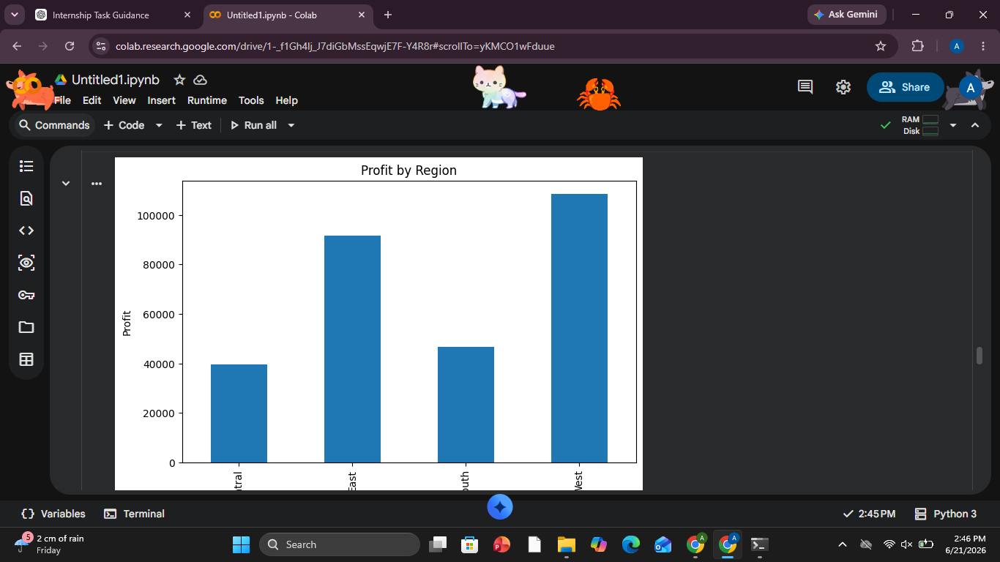 Internship Task Guidance
Untitled1.ipynb - Colab
Ask Gemini
colab.research.google.com/drive/1-_f1Gh4lj_J7diGbMssEqwjE7F-Y4R8r#scrollTo=yKMCO1wFduue
A
Untitled1.ipynb
File Edit View Insert Runtime Tools Help
Share
A
Commands + Code + Text Run all
RAM
Disk
Profit by Region
Profit
100000
80000
60000
40000
20000
0
ntral
East
outh
West
Variables Terminal
2:45 PM Python 3
5
2 cm of rain
Friday
Search
A
A
2:46 PM
6/21/2026